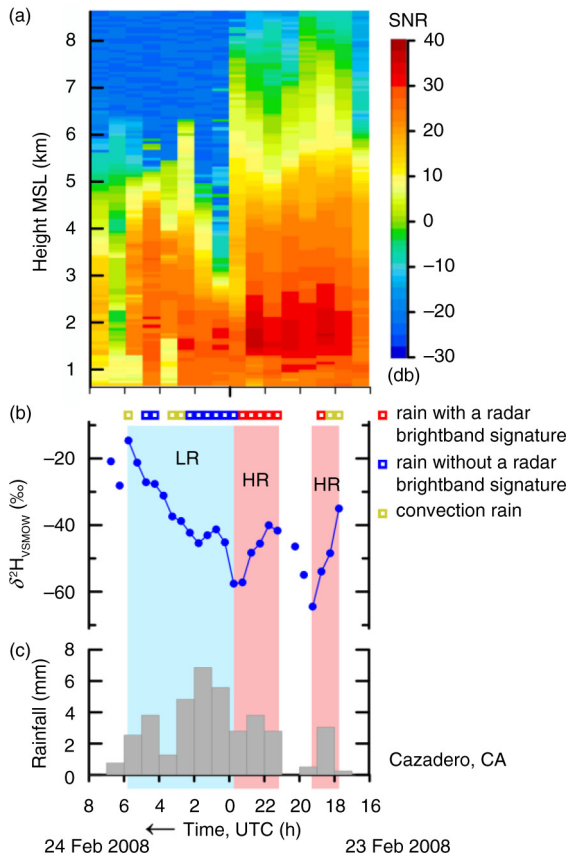 (a)
SNR
Height MSL (km)
8
7
6
5
4
3
2
1
40
30
20
10
0
−10
−20
−30
(db)
(b)
δ²H_VSMOW (‰)
−20
−40
−60
LR
HR
HR
rain with a radar
brightband signature
rain without a radar
brightband signature
convection rain
(c)
Rainfall (mm)
8
6
4
2
0
Cazadero, CA
8 6 4 2 0 22 20 18 16
← Time, UTC (h)
24 Feb 2008
23 Feb 2008